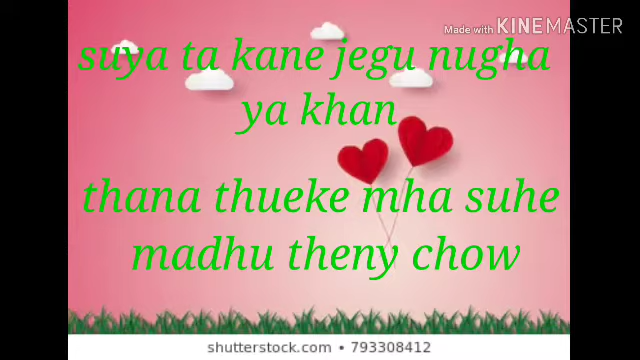 Made with KINEMASTER
suya ta kane jegu nugha
ya khan
thana thueke mha suhe
madhu theny chow
shutterstock.com • 793308412